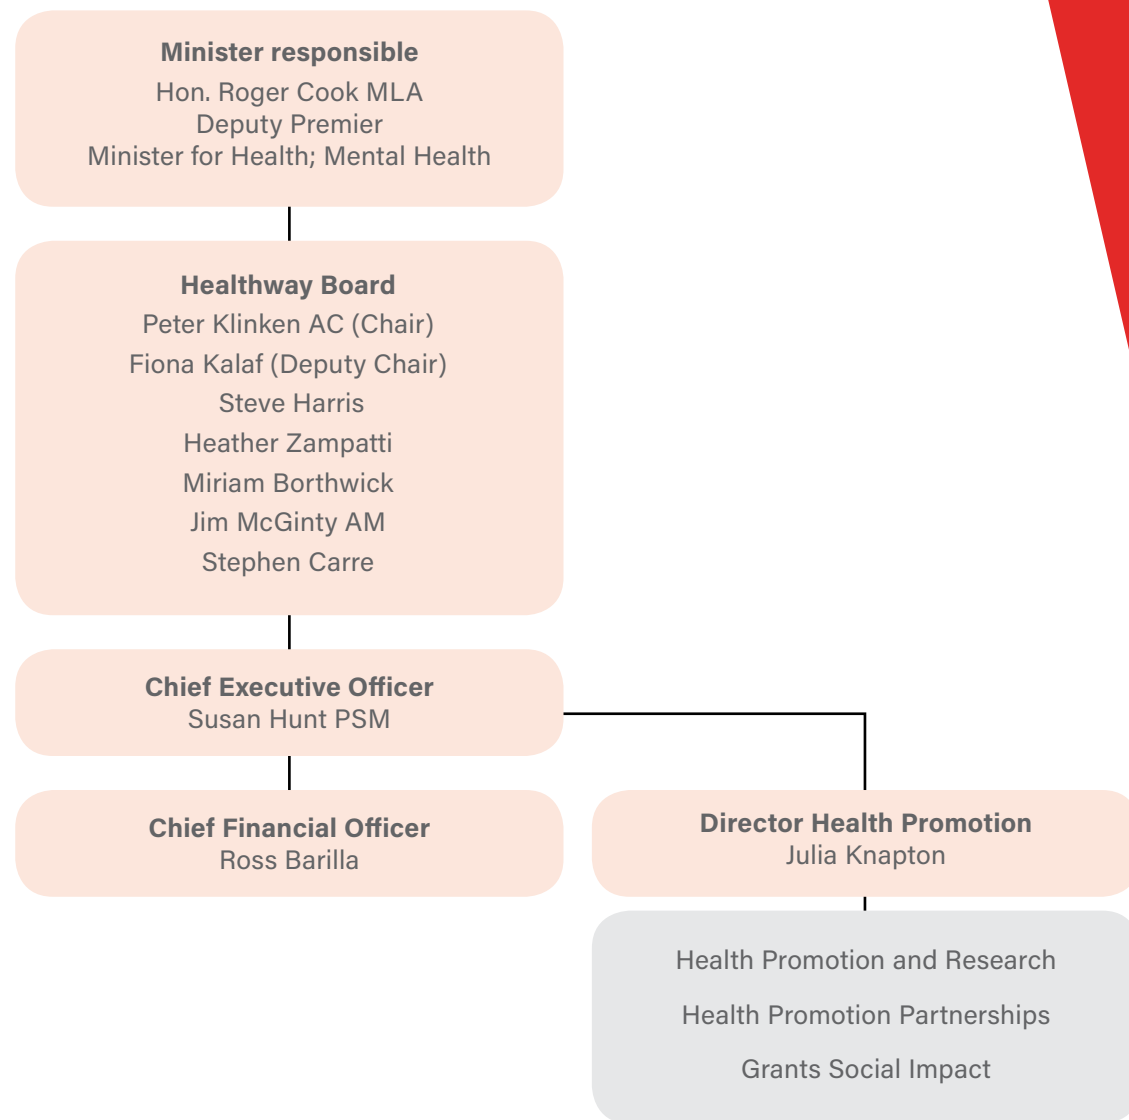 Minister responsible
Hon. Roger Cook MLA
Deputy Premier
Minister for Health; Mental Health
Healthway Board
Peter Klinken AC (Chair)
Fiona Kalaf (Deputy Chair)
Steve Harris
Heather Zampatti
Miriam Borthwick
Jim McGinty AM
Stephen Carre
Chief Executive Officer
Susan Hunt PSM
Chief Financial Officer
Ross Barilla
Director Health Promotion
Julia Knapton
Health Promotion and Research
Health Promotion Partnerships
Grants Social Impact